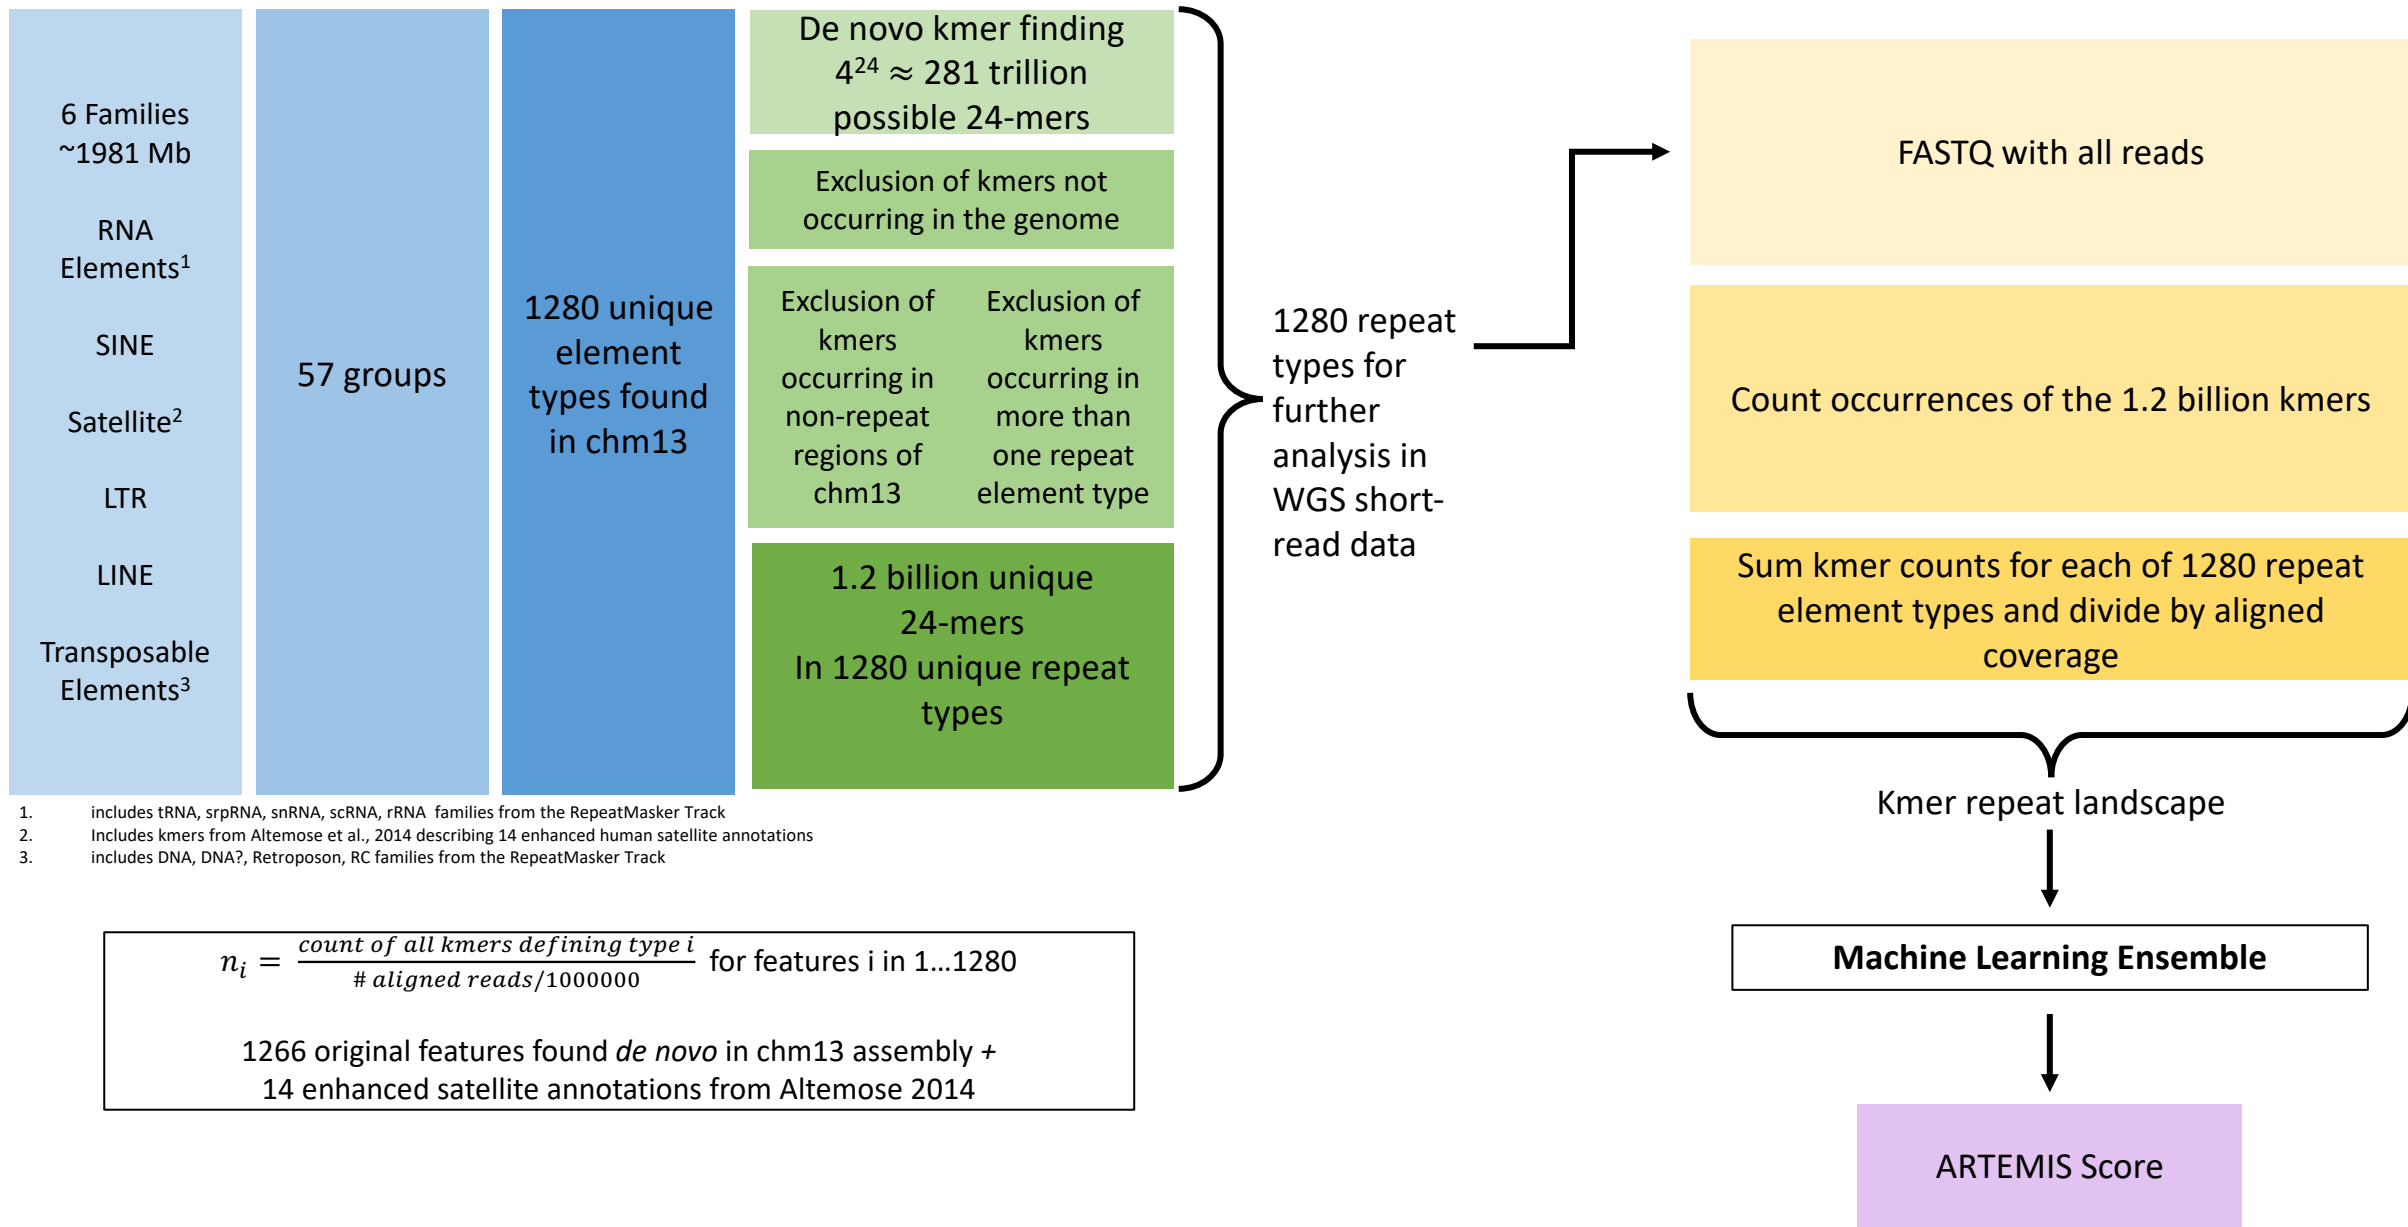 6 Families
~1981 Mb
RNA
Elements¹
SINE
Satellite²
LTR
LINE
Transposable
Elements³
57 groups
1280 unique
element
types found
in chm13
De novo kmer finding
4²⁴ ≈ 281 trillion
possible 24-mers
Exclusion of kmers not
occurring in the genome
Exclusion of
kmers
occurring in
non-repeat
regions of
chm13
Exclusion of
kmers
occurring in
more than
one repeat
element type
1.2 billion unique
24-mers
In 1280 unique repeat
types
1280 repeat
types for
further
analysis in
WGS short-
read data
FASTQ with all reads
Count occurrences of the 1.2 billion kmers
Sum kmer counts for each of 1280 repeat
element types and divide by aligned
coverage
Kmer repeat landscape
Machine Learning Ensemble
ARTEMIS Score
1. includes tRNA, srpRNA, snRNA, scRNA, rRNA families from the RepeatMasker Track
2. Includes kmers from Altemose et al., 2014 describing 14 enhanced human satellite annotations
3. includes DNA, DNA?, Retroposon, RC families from the RepeatMasker Track
nᵢ = count of all kmers defining type i / # aligned reads/1000000 for features i in 1...1280
1266 original features found de novo in chm13 assembly +
14 enhanced satellite annotations from Altemose 2014